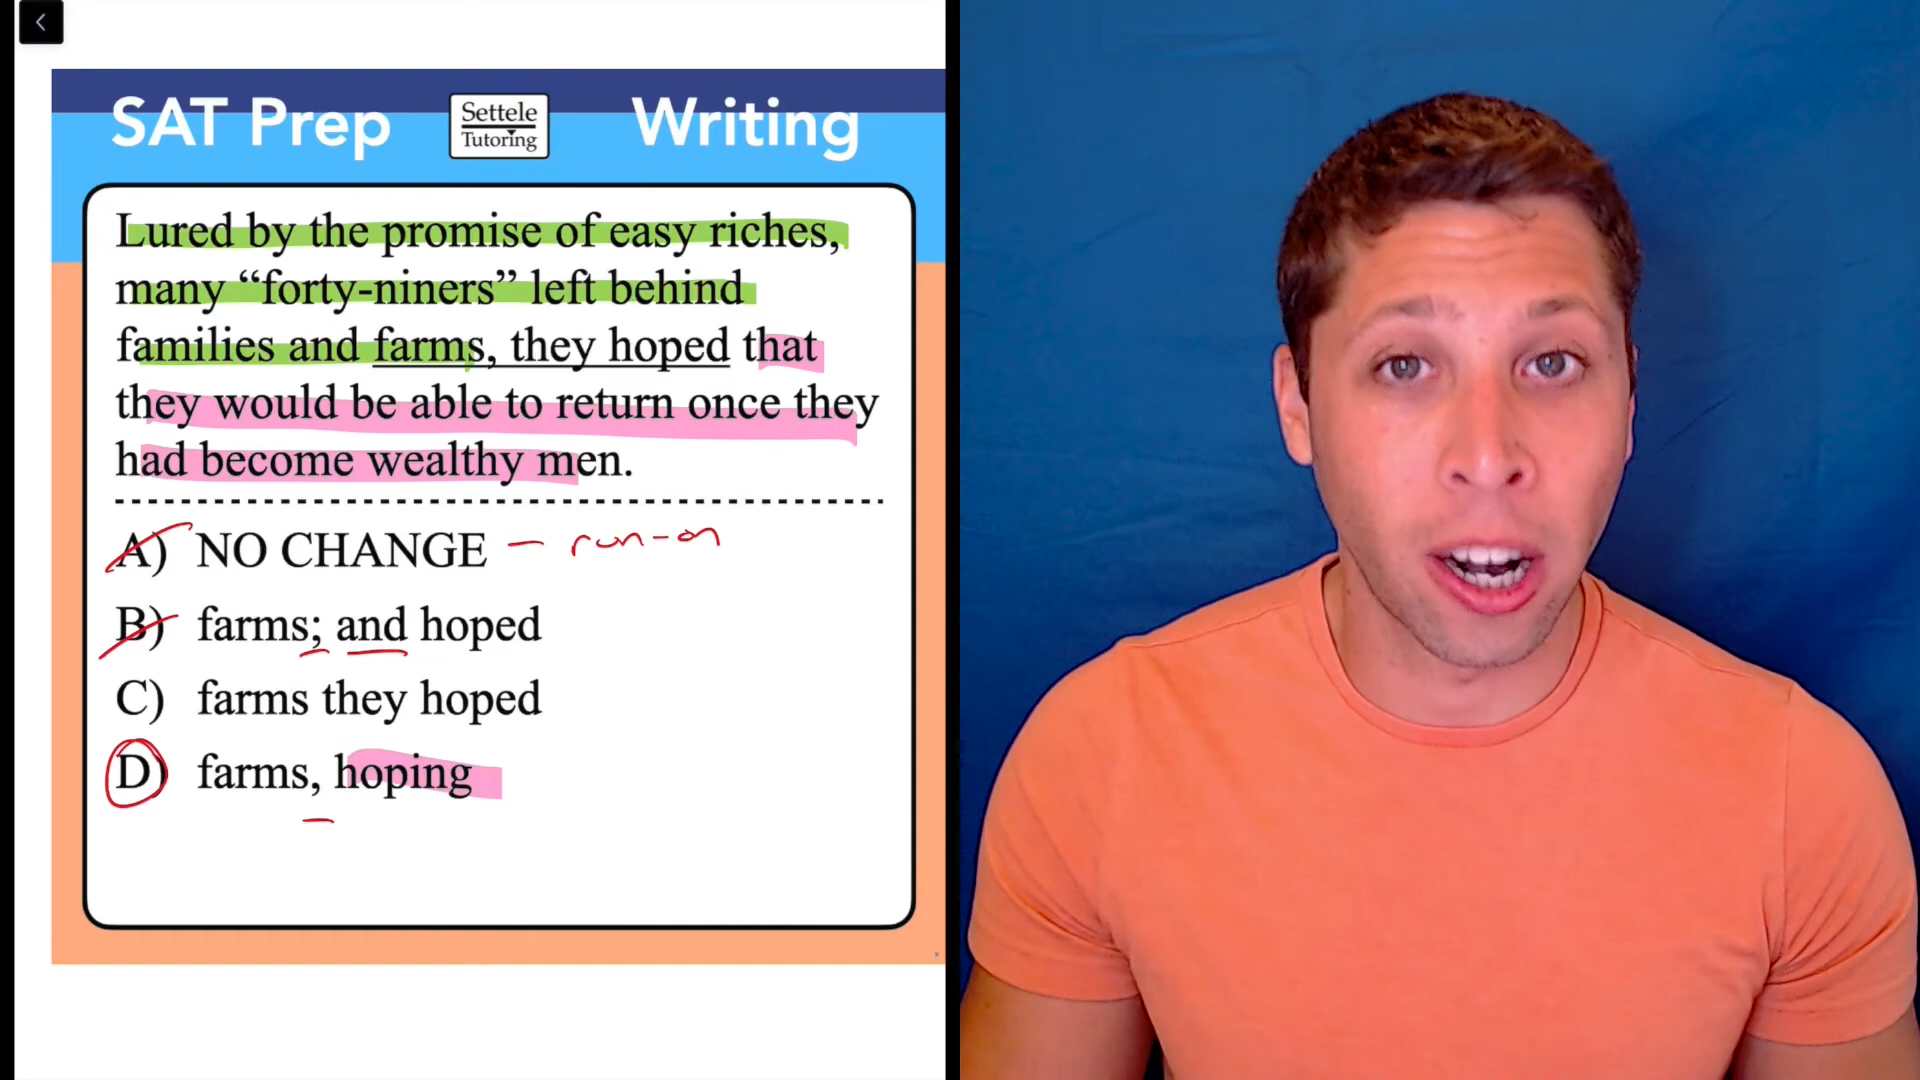 SAT Prep
Settele
Tutoring
Writing
Lured by the promise of easy riches,
many “forty-niners” left behind
families and farms, they hoped that
they would be able to return once they
had become wealthy men.
A) NO CHANGE – run-on
B) farms; and hoped
C) farms they hoped
D) farms, hoping